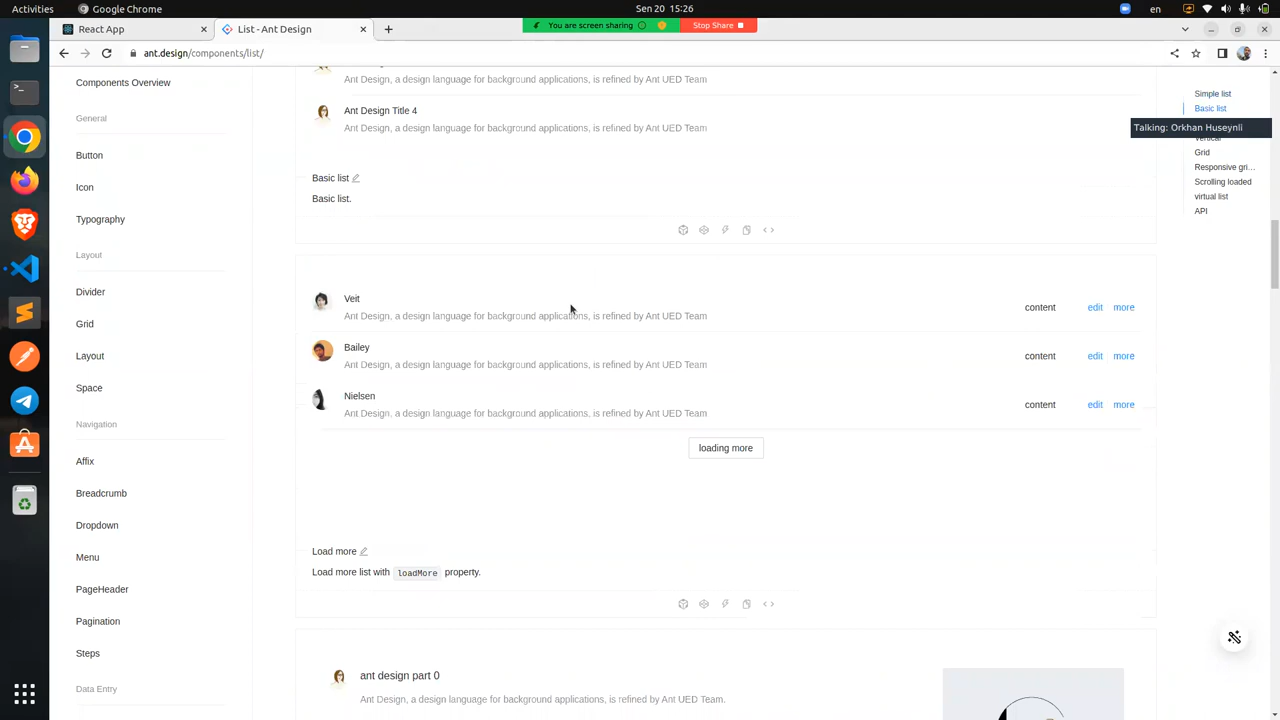 Activities
Google Chrome
Sen 20 15:26
en
React App
List - Ant Design
You are screen sharing
Stop Share
ant.design/components/list/
Components Overview
General
Button
Icon
Typography
Layout
Divider
Grid
Layout
Space
Navigation
Affix
Breadcrumb
Dropdown
Menu
PageHeader
Pagination
Steps
Data Entry
Ant Design, a design language for background applications, is refined by Ant UED Team
Ant Design Title 4
Ant Design, a design language for background applications, is refined by Ant UED Team
Basic list
Basic list.
Veit
Ant Design, a design language for background applications, is refined by Ant UED Team
content edit more
Bailey
Ant Design, a design language for background applications, is refined by Ant UED Team
content edit more
Nielsen
Ant Design, a design language for background applications, is refined by Ant UED Team
content edit more
loading more
Load more
Load more list with loadMore property.
ant design part 0
Ant Design, a design language for background applications, is refined by Ant UED Team.
Simple list
Basic list
Talking: Orkhan Huseynli
Vertical
Grid
Responsive gri...
Scrolling loaded
virtual list
API